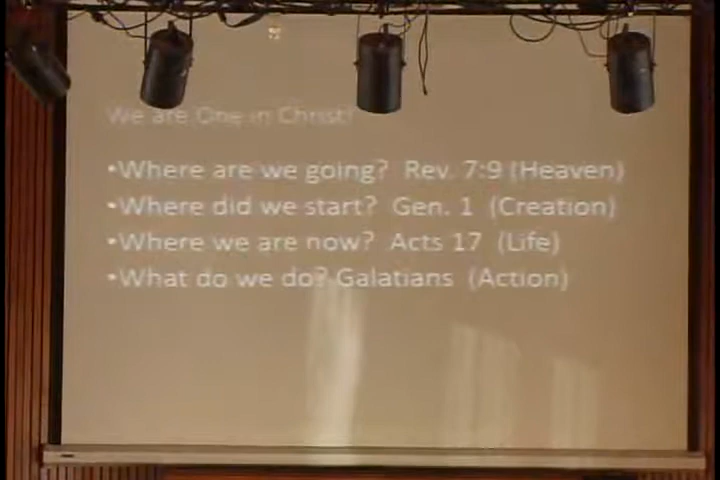 We are One in Christ!
•Where are we going? Rev. 7:9 (Heaven)
•Where did we start? Gen. 1 (Creation)
•Where we are now? Acts 17 (Life)
•What do we do? Galatians (Action)